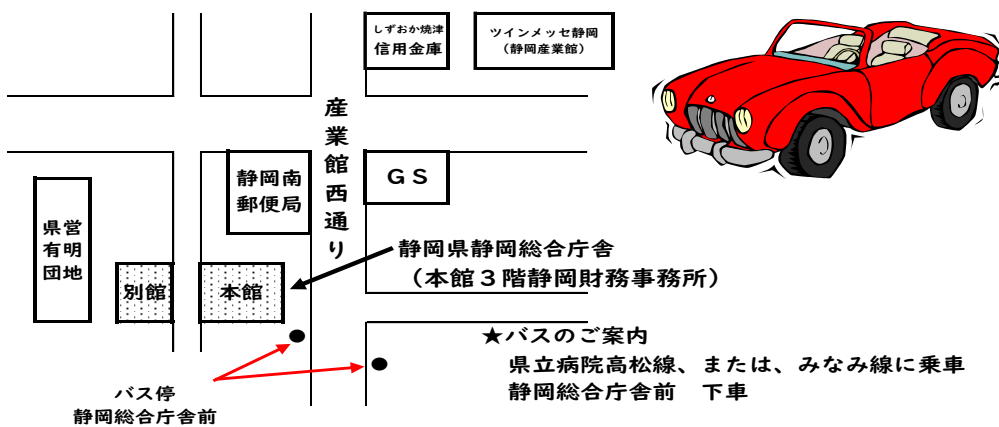 しずおか焼津
信用金庫
ツインメッセ静岡
（静岡産業館）
産業館西通り
静岡南
郵便局
ＧＳ
県営
有明
団地
別館
本館
静岡県静岡総合庁舎
（本館３階静岡財務事務所）
★バスのご案内
県立病院高松線、または、みなみ線に乗車
静岡総合庁舎前　下車
バス停
静岡総合庁舎前